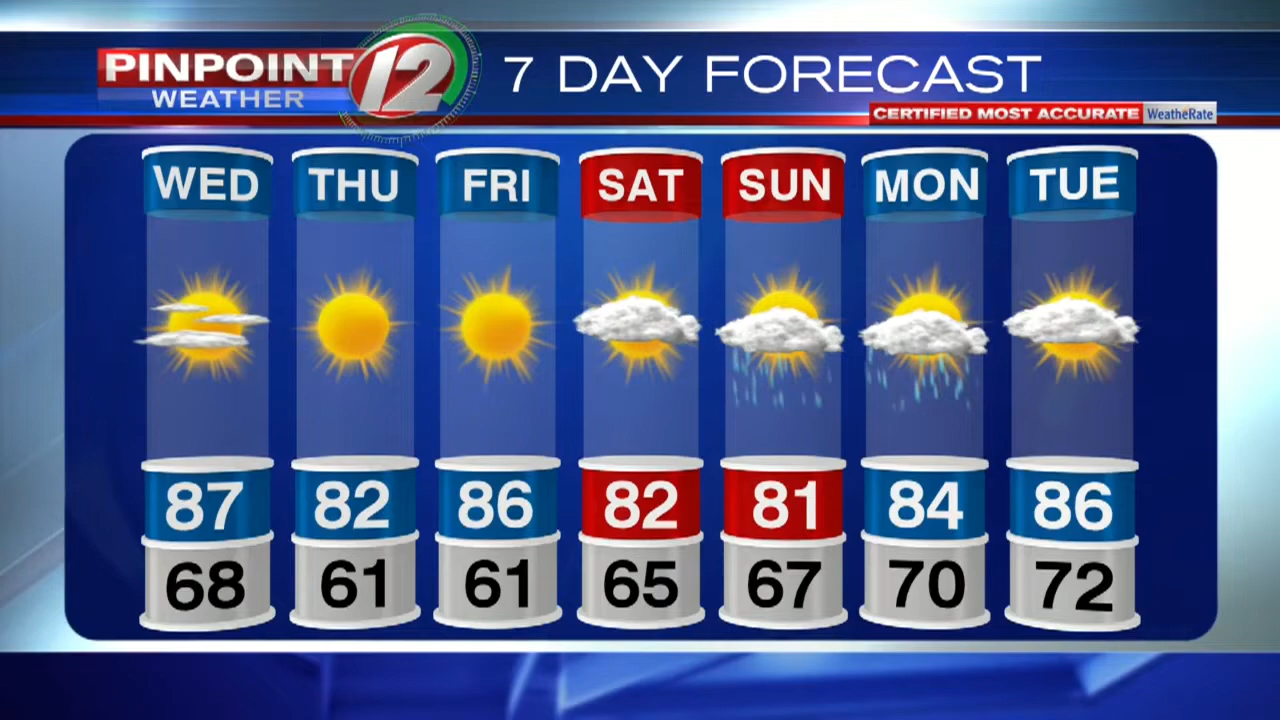 PINPOINT 12 7 DAY FORECAST
WEATHER
CERTIFIED MOST ACCURATE WeatheRate
WED THU FRI SAT SUN MON TUE
87 82 86 82 81 84 86
68 61 61 65 67 70 72